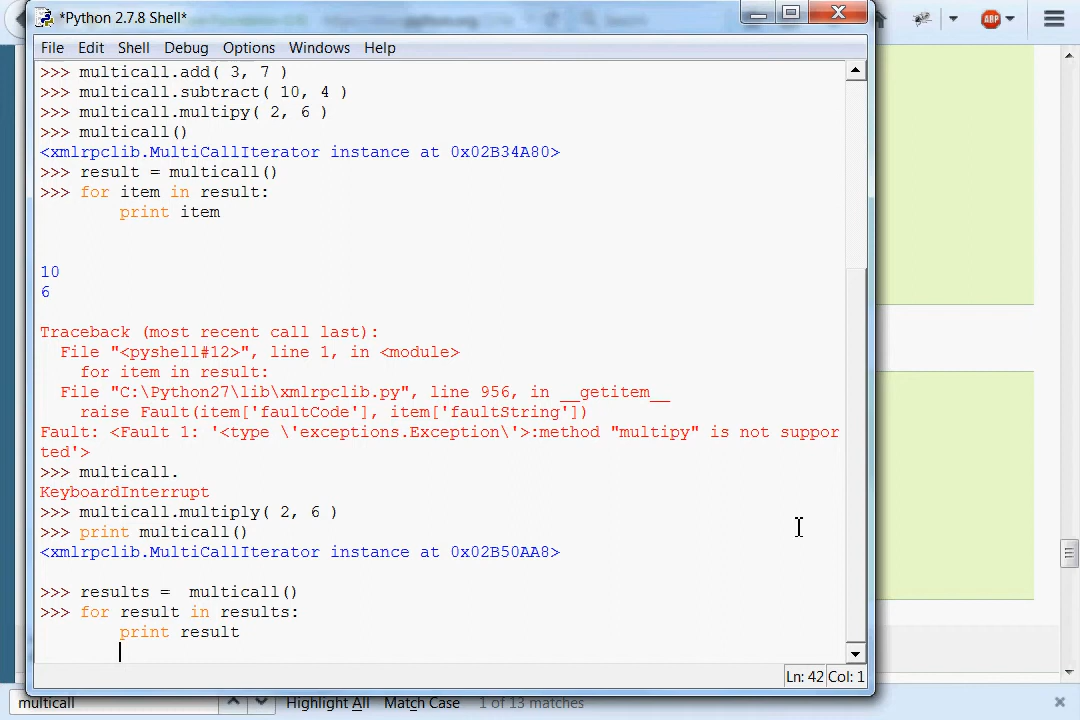 *Python 2.7.8 Shell*
File Edit Shell Debug Options Windows Help
>>> multicall.add( 3, 7 )
>>> multicall.subtract( 10, 4 )
>>> multicall.multipy( 2, 6 )
>>> multicall()
<xmlrpclib.MultiCallIterator instance at 0x02B34A80>
>>> result = multicall()
>>> for item in result:
        print item
10
6
Traceback (most recent call last):
  File "<pyshell#12>", line 1, in <module>
    for item in result:
  File "C:\Python27\lib\xmlrpclib.py", line 956, in __getitem__
    raise Fault(item['faultCode'], item['faultString'])
Fault: <Fault 1: '<type \'exceptions.Exception\'>:method "multipy" is not suppor
ted'>
>>> multicall.
KeyboardInterrupt
>>> multicall.multiply( 2, 6 )
>>> print multicall()
<xmlrpclib.MultiCallIterator instance at 0x02B50AA8>
>>> results =  multicall()
>>> for result in results:
        print result
Ln: 42 Col: 1
multicall Highlight All Match Case 1 of 13 matches
ABP